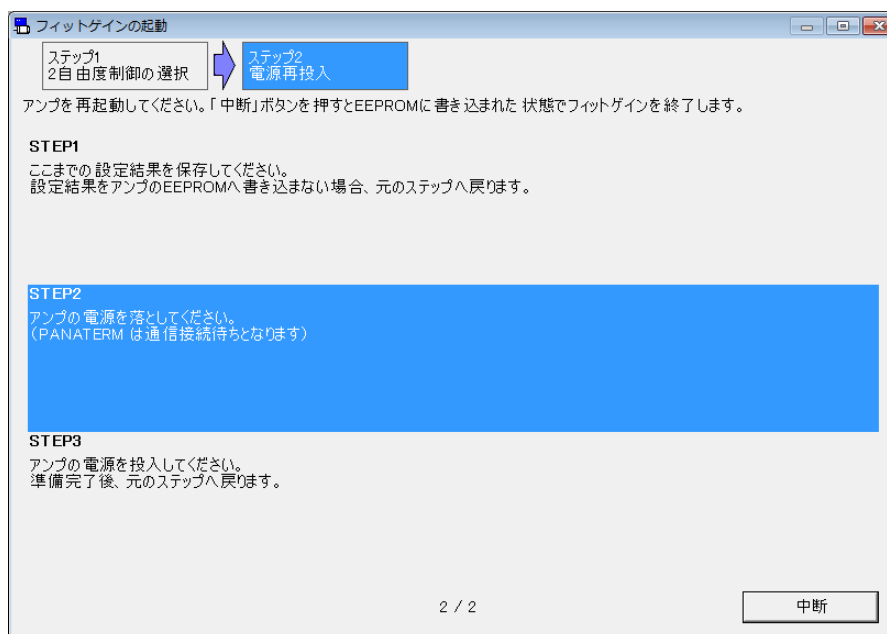 フィットゲインの起動
ステップ1
2自由度制御の選択
ステップ2
電源再投入
アンプを再起動してください。「中断」ボタンを押すとEEPROMに書き込まれた状態でフィットゲインを終了します。
STEP1
ここまでの設定結果を保存してください。
設定結果をアンプのEEPROMへ書き込まない場合、元のステップへ戻ります。
STEP2
アンプの電源を落としてください。
（PANATERM は通信接続待ちとなります）
STEP3
アンプの電源を投入してください。
準備完了後、元のステップへ戻ります。
2 / 2
中断